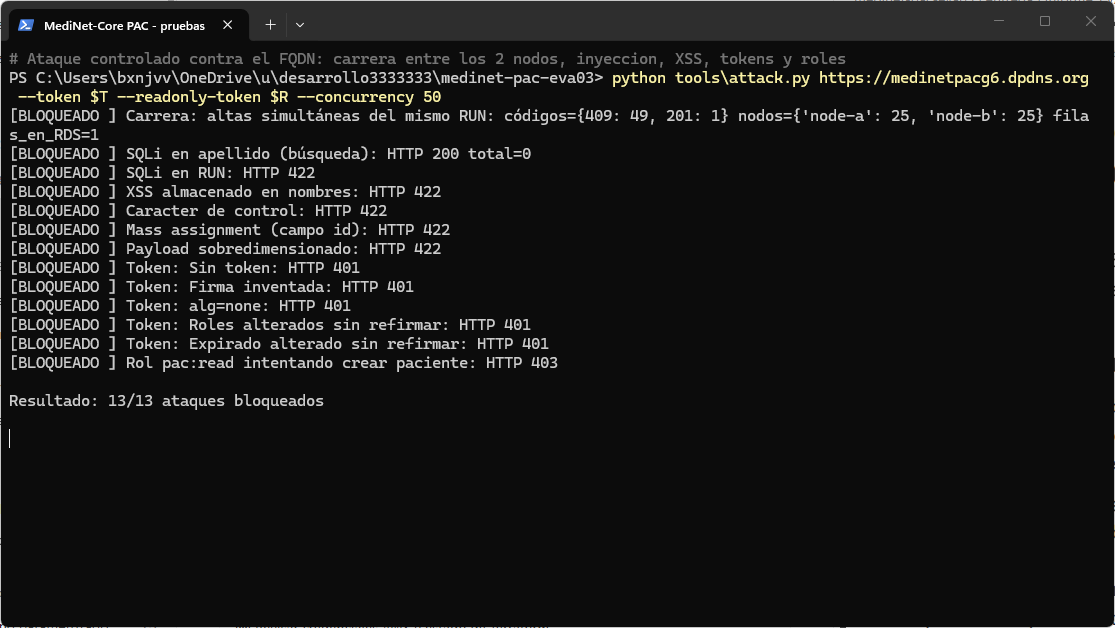 MediNet-Core PAC - pruebas
# Ataque controlado contra el FQDN: carrera entre los 2 nodos, inyeccion, XSS, tokens y roles
PS C:\Users\bxnjvv\OneDrive\u\desarrollo3333333\medinet-pac-eva03> python tools\attack.py https://medinetpacg6.dpdns.org
--token $T --readonly-token $R --concurrency 50
[BLOQUEADO ] Carrera: altas simultáneas del mismo RUN: códigos={409: 49, 201: 1} nodos={'node-a': 25, 'node-b': 25} fila
s_en_RDS=1
[BLOQUEADO ] SQLi en apellido (búsqueda): HTTP 200 total=0
[BLOQUEADO ] SQLi en RUN: HTTP 422
[BLOQUEADO ] XSS almacenado en nombres: HTTP 422
[BLOQUEADO ] Caracter de control: HTTP 422
[BLOQUEADO ] Mass assignment (campo id): HTTP 422
[BLOQUEADO ] Payload sobredimensionado: HTTP 422
[BLOQUEADO ] Token: Sin token: HTTP 401
[BLOQUEADO ] Token: Firma inventada: HTTP 401
[BLOQUEADO ] Token: alg=none: HTTP 401
[BLOQUEADO ] Token: Roles alterados sin refirmar: HTTP 401
[BLOQUEADO ] Token: Expirado alterado sin refirmar: HTTP 401
[BLOQUEADO ] Rol pac:read intentando crear paciente: HTTP 403
Resultado: 13/13 ataques bloqueados